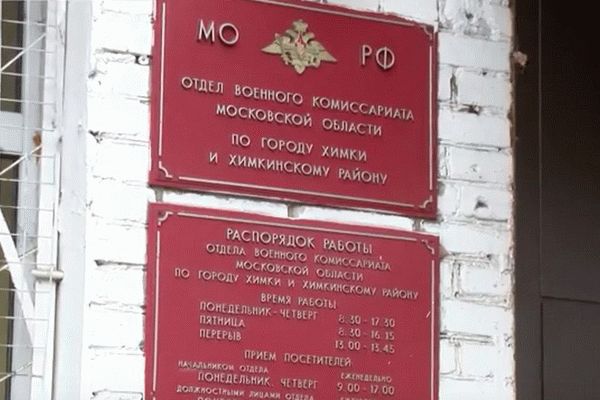 МО РФ
ОТДЕЛ ВОЕННОГО КОМИССАРИАТА
МОСКОВСКОЙ ОБЛАСТИ
ПО ГОРОДУ ХИМКИ
И ХИМКИНСКОМУ РАЙОНУ
РАСПОРЯДОК РАБОТЫ
ОТДЕЛА ВОЕННОГО КОМИССАРИАТА
МОСКОВСКОЙ ОБЛАСТИ
ПО ГОРОДУ ХИМКИ И ХИМКИНСКОМУ РАЙОНУ
ВРЕМЯ РАБОТЫ
ПОНЕДЕЛЬНИК-ЧЕТВЕРГ 8.30 - 17.30
ПЯТНИЦА 8.30 - 16.15
ПЕРЕРЫВ 13.00 - 13.45
ПРИЕМ ПОСЕТИТЕЛЕЙ
НАЧАЛЬНИКОМ ОТДЕЛА ЕЖЕНЕДЕЛЬНО
ПОНЕДЕЛЬНИК, ЧЕТВЕРГ 9.00 - 17.00
ДОЛЖНОСТНЫМИ ЛИЦАМИ ОТДЕЛА